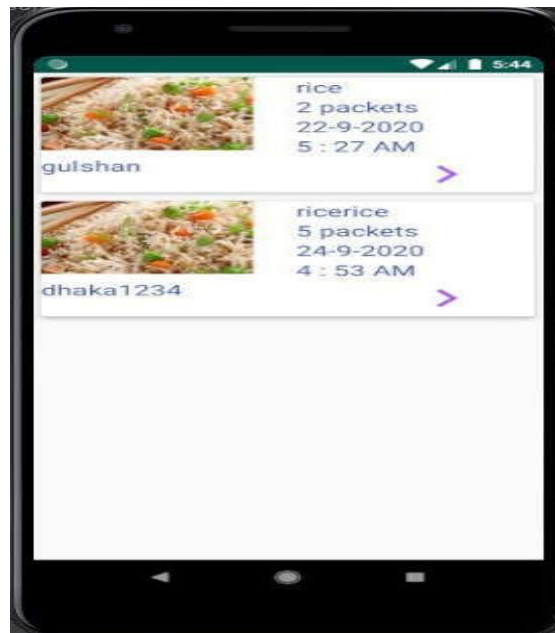 5:44
rice
2 packets
22-9-2020
5 : 27 AM
gulshan
ricerice
5 packets
24-9-2020
4 : 53 AM
dhaka1234